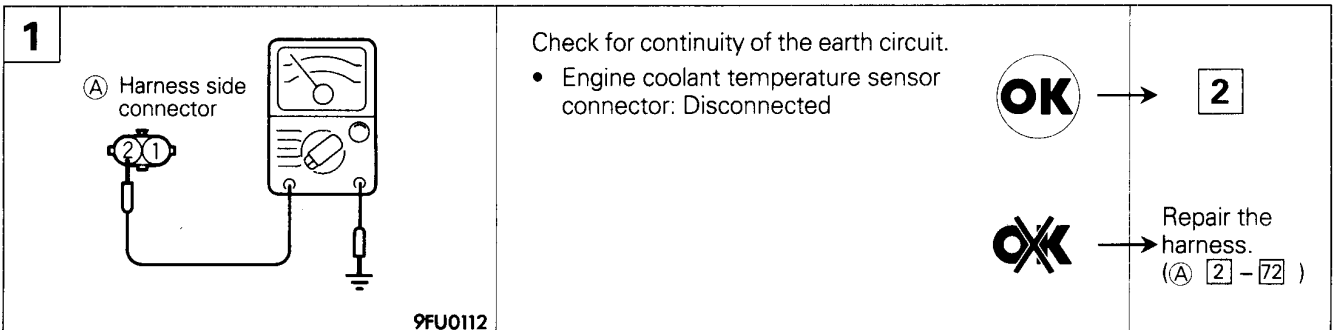 1
Ⓐ Harness side
connector
2 1
9FU0112
Check for continuity of the earth circuit.
• Engine coolant temperature sensor
connector: Disconnected
OK
2
OK
Repair the
harness.
(Ⓐ 2 – 72 )